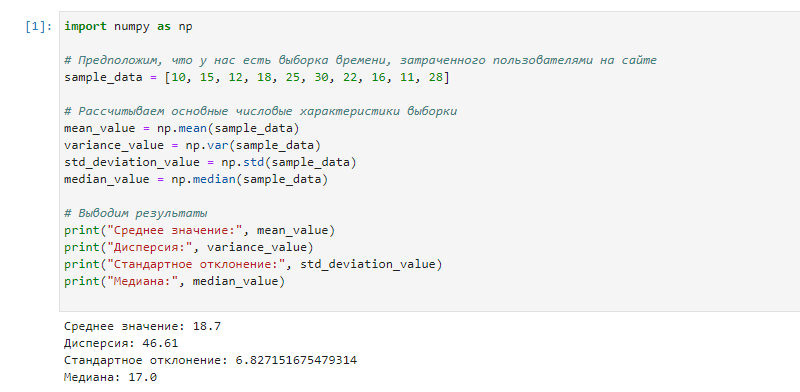 [1]: import numpy as np
# Предположим, что у нас есть выборка времени, затраченного пользователями на сайте
sample_data = [10, 15, 12, 18, 25, 30, 22, 16, 11, 28]
# Рассчитываем основные числовые характеристики выборки
mean_value = np.mean(sample_data)
variance_value = np.var(sample_data)
std_deviation_value = np.std(sample_data)
median_value = np.median(sample_data)
# Выводим результаты
print("Среднее значение:", mean_value)
print("Дисперсия:", variance_value)
print("Стандартное отклонение:", std_deviation_value)
print("Медиана:", median_value)
Среднее значение: 18.7
Дисперсия: 46.61
Стандартное отклонение: 6.827151675479314
Медиана: 17.0